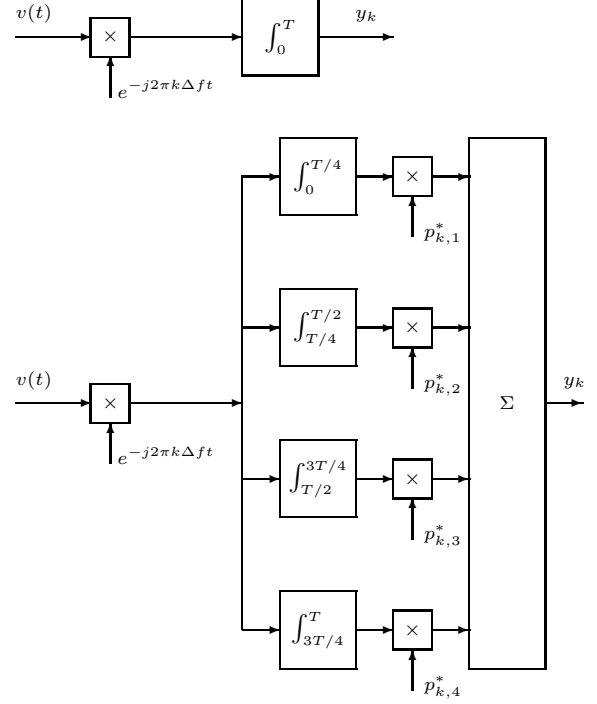 v(t)
×
e^{-j2πkΔft}
∫_0^T
y_k
v(t)
×
e^{-j2πkΔft}
∫_0^{T/4}
×
p^*_{k,1}
∫_{T/4}^{T/2}
×
p^*_{k,2}
∫_{T/2}^{3T/4}
×
p^*_{k,3}
∫_{3T/4}^T
×
p^*_{k,4}
Σ
y_k